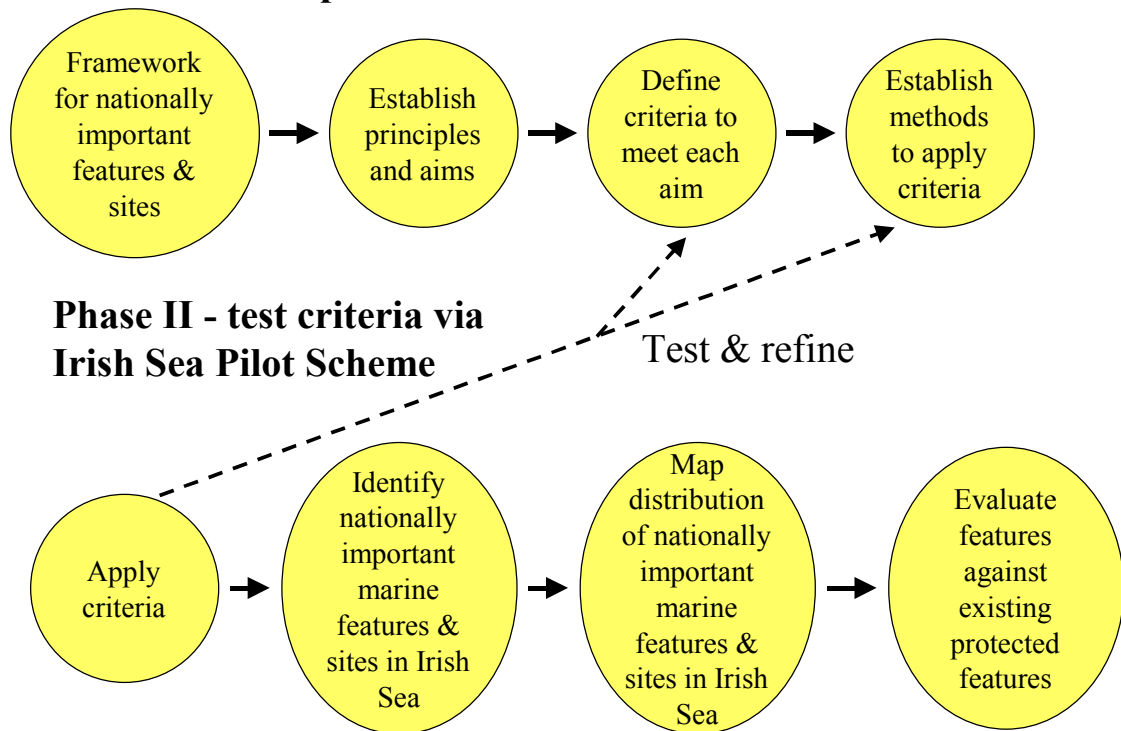 Framework
for nationally
important
features &
sites
Establish
principles
and aims
Define
criteria to
meet each
aim
Establish
methods
to apply
criteria
Phase II - test criteria via
Irish Sea Pilot Scheme
Test & refine
Apply
criteria
Identify
nationally
important
marine
features &
sites in Irish
Sea
Map
distribution
of nationally
important
marine
features &
sites in Irish
Sea
Evaluate
features
against
existing
protected
features